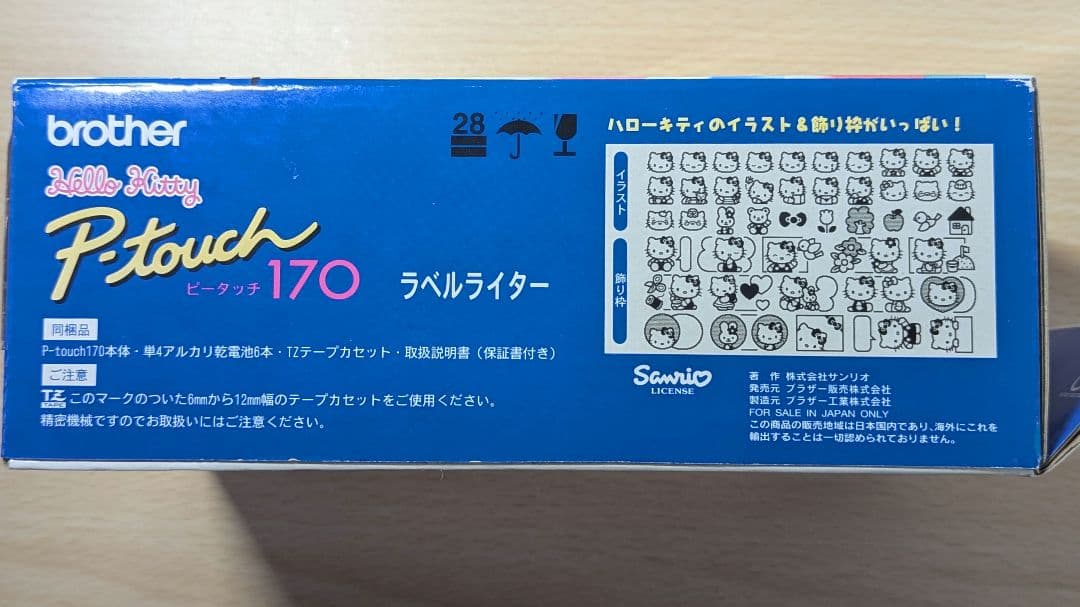 brother
Hello Kitty
P-touch
ピータッチ 170 ラベルライター
同梱品
P-touch170本体・単4アルカリ乾電池6本・TZテープカセット・取扱説明書（保証書付き）
ご注意
TZ TAPE このマークのついた6mmから12mm幅のテープカセットをご使用ください。
精密機械ですのでお取扱いにはご注意ください。
28
ハローキティのイラスト＆飾り枠がいっぱい！
イラスト
飾り枠
Sanrio
LICENSE
著 作 株式会社サンリオ
発売元 ブラザー販売株式会社
製造元 ブラザー工業株式会社
FOR SALE IN JAPAN ONLY
この商品の販売地域は日本国内であり、海外にこれを
輸出することは一切認められておりません。